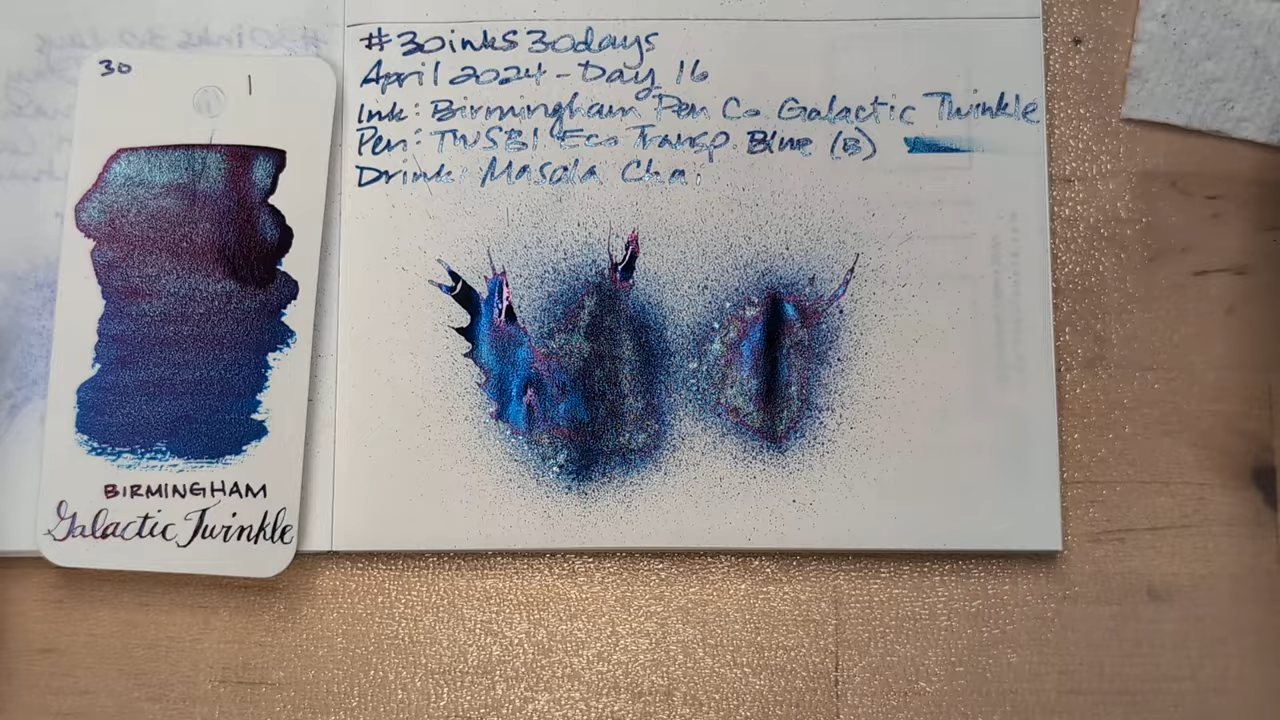 30
1
BIRMINGHAM
Galactic Twinkle
#30inks30days
April 2024 - Day 16
Ink: Birmingham Pen Co Galactic Twinkle
Pen: TWSBI Eco Transp. Blue (B)
Drink: Masala Chai